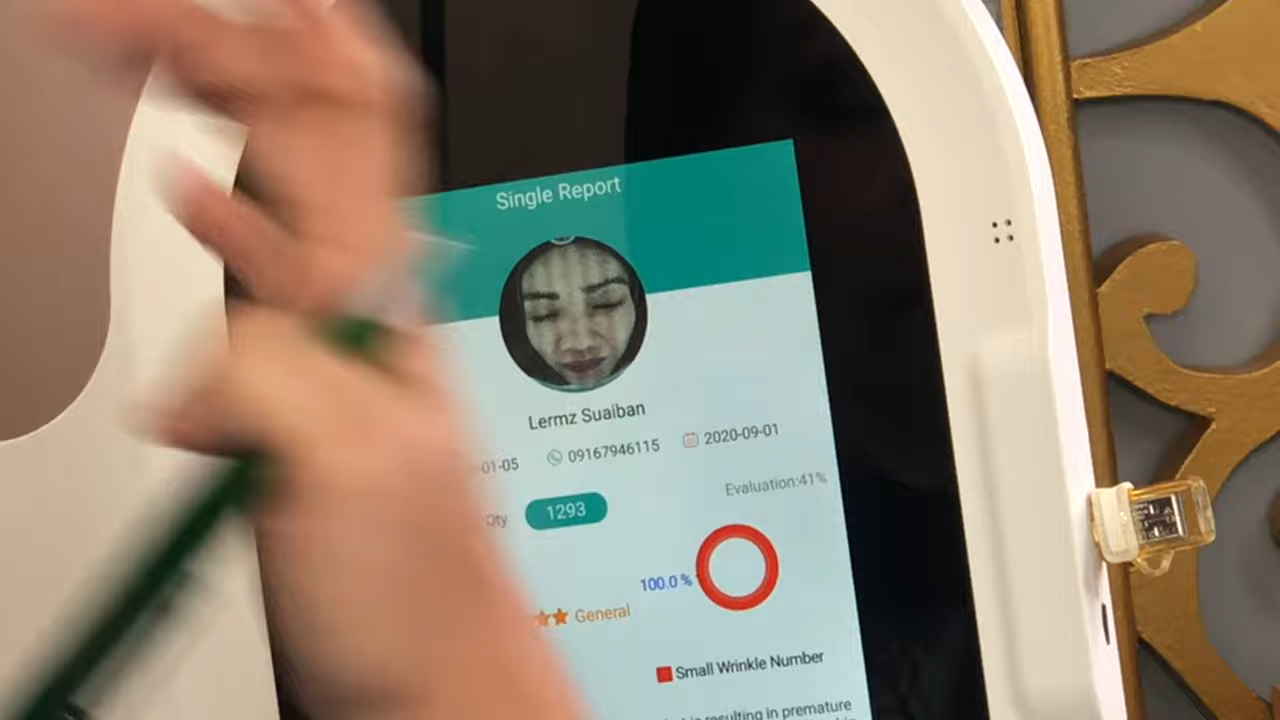 Single Report
Lermz Suaiban
-01-05 09167946115 2020-09-01
Evaluation:41%
Qty 1293
100.0 %
General
Small Wrinkle Number
is resulting in premature